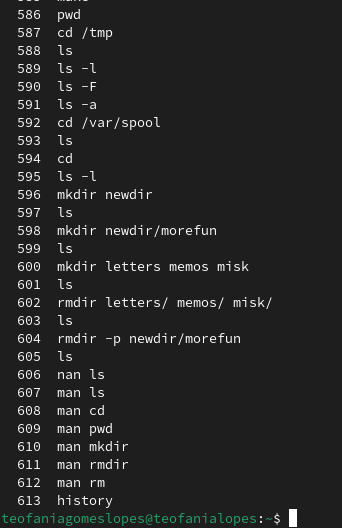 586 pwd
587 cd /tmp
588 ls
589 ls -l
590 ls -F
591 ls -a
592 cd /var/spool
593 ls
594 cd
595 ls -l
596 mkdir newdir
597 ls
598 mkdir newdir/morefun
599 ls
600 mkdir letters memos misk
601 ls
602 rmdir letters/ memos/ misk/
603 ls
604 rmdir -p newdir/morefun
605 ls
606 nan ls
607 man ls
608 man cd
609 man pwd
610 man mkdir
611 man rmdir
612 man rm
613 history
teofaniagomeslopes@teofanialopes:~$